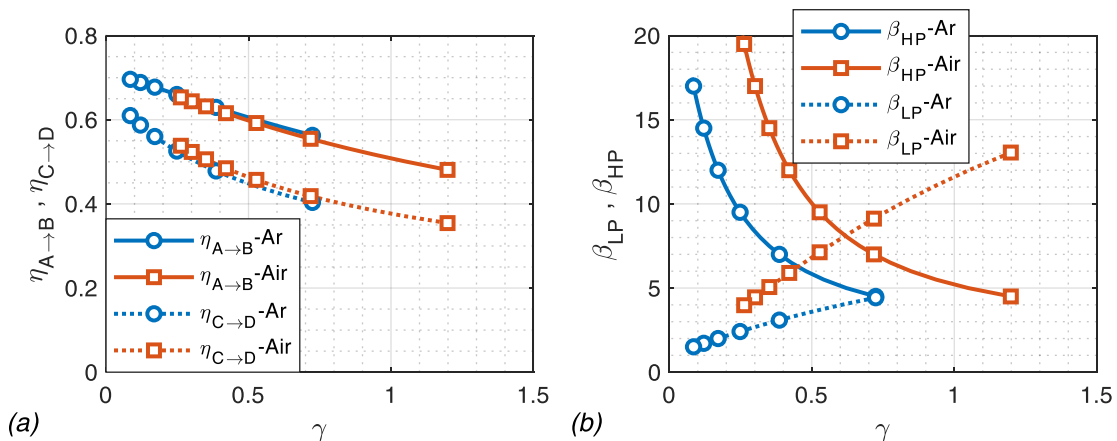 0.8
0.6
0.4
0.2
0
η_A→B , η_C→D
η_A→B-Ar
η_A→B-Air
η_C→D-Ar
η_C→D-Air
0 0.5 1 1.5
γ
(a)
20
15
10
5
0
β_LP , β_HP
β_HP-Ar
β_HP-Air
β_LP-Ar
β_LP-Air
0 0.5 1 1.5
γ
(b)